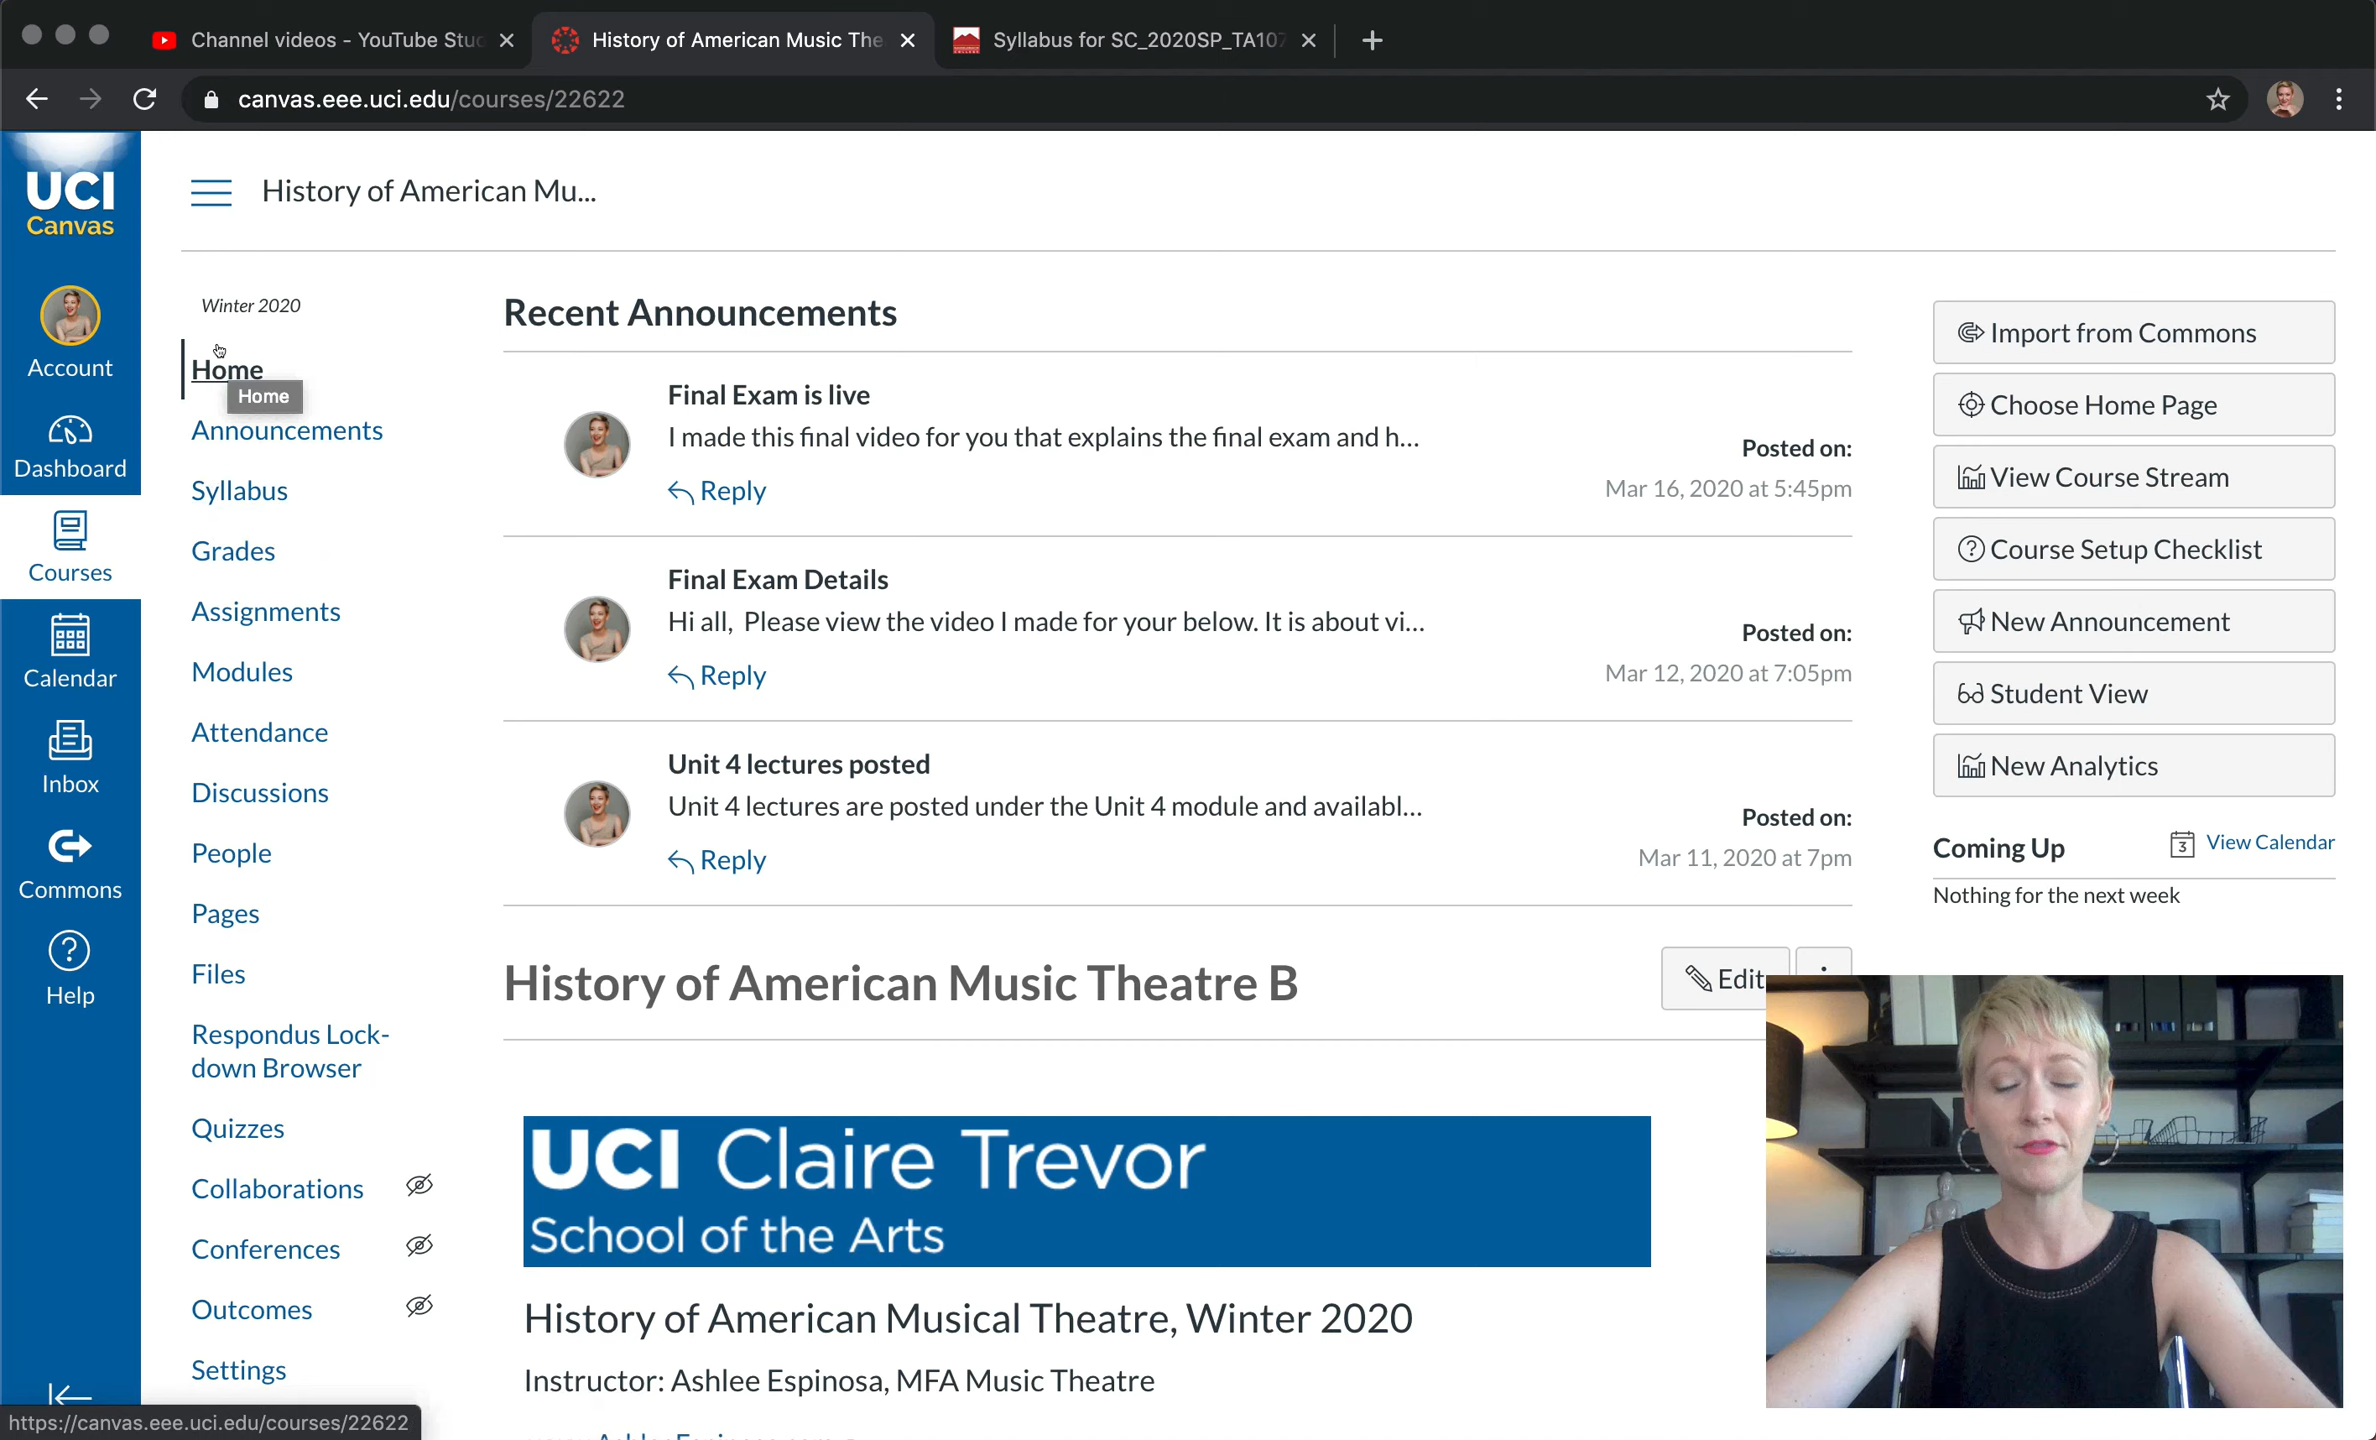 Channel videos - YouTube Stu
History of American Music The
Syllabus for SC_2020SP_TA107
canvas.eee.uci.edu/courses/22622
UCI
Canvas
Account
Dashboard
Courses
Calendar
Inbox
Commons
Help
History of American Mu...
Winter 2020
Home
Home
Announcements
Syllabus
Grades
Assignments
Modules
Attendance
Discussions
People
Pages
Files
Respondus Lock-
down Browser
Quizzes
Collaborations
Conferences
Outcomes
Settings
https://canvas.eee.uci.edu/courses/22622
Recent Announcements
Final Exam is live
I made this final video for you that explains the final exam and h...
Reply
Posted on:
Mar 16, 2020 at 5:45pm
Final Exam Details
Hi all, Please view the video I made for your below. It is about vi...
Reply
Posted on:
Mar 12, 2020 at 7:05pm
Unit 4 lectures posted
Unit 4 lectures are posted under the Unit 4 module and availabl...
Reply
Posted on:
Mar 11, 2020 at 7pm
History of American Music Theatre B
Edit
UCI Claire Trevor
School of the Arts
History of American Musical Theatre, Winter 2020
Instructor: Ashlee Espinosa, MFA Music Theatre
Import from Commons
Choose Home Page
View Course Stream
Course Setup Checklist
New Announcement
Student View
New Analytics
Coming Up
3 View Calendar
Nothing for the next week